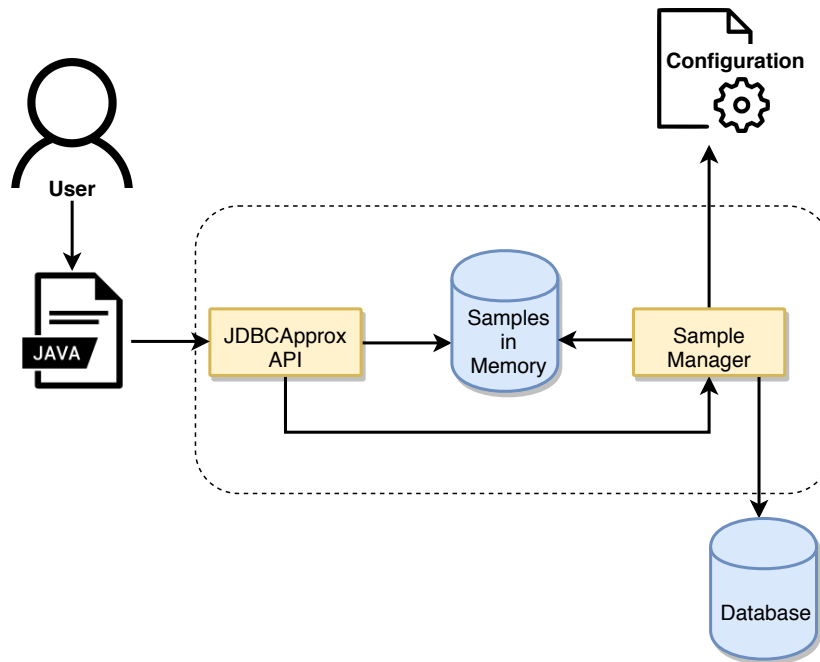 Configuration
User
JAVA
JDBCApprox
API
Samples
in
Memory
Sample
Manager
Database